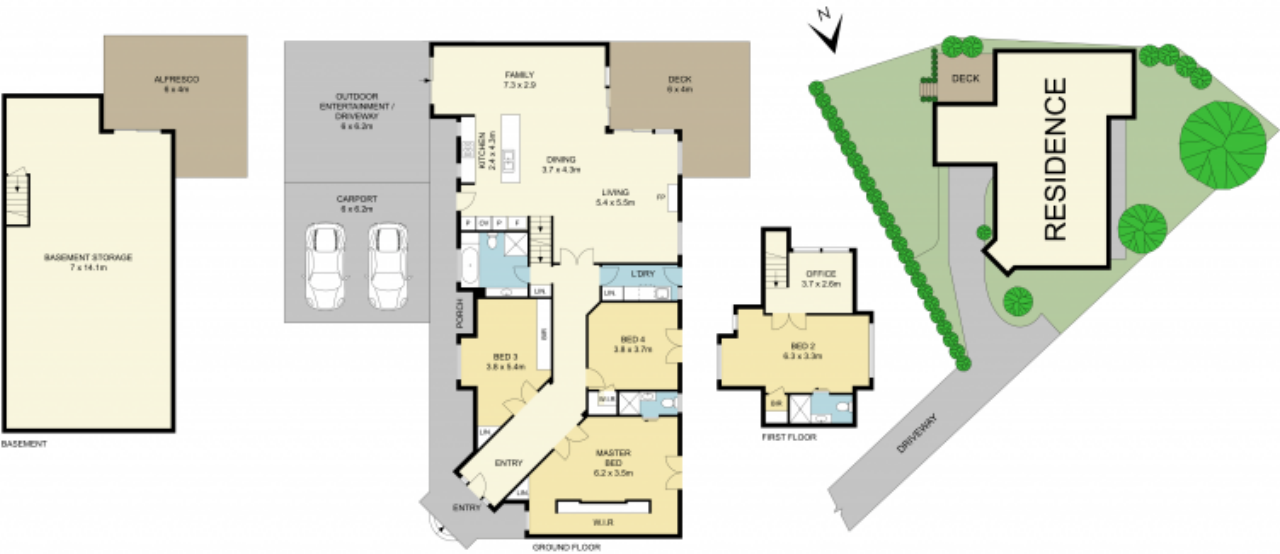 ALFRESCO
6 x 4m
BASEMENT STORAGE
7 x 14.1m
BASEMENT
OUTDOOR
ENTERTAINMENT /
DRIVEWAY
6 x 6.2m
CARPORT
6 x 6.2m
FAMILY
7.3 x 2.9
DECK
6 x 4m
KITCHEN
2.4 x 4.3m
DINING
3.7 x 4.3m
LIVING
5.4 x 5.5m
FP
P
OV
P
F
L'DRY
LIN.
LIN.
PORCH
BIR
BED 3
3.8 x 5.4m
BED 4
3.8 x 3.7m
W.I.R
LIN.
ENTRY
MASTER
BED
6.2 x 3.5m
LIN.
ENTRY
W.I.R
GROUND FLOOR
OFFICE
3.7 x 2.6m
BED 2
6.3 x 3.3m
BIR
FIRST FLOOR
N
DECK
RESIDENCE
DRIVEWAY